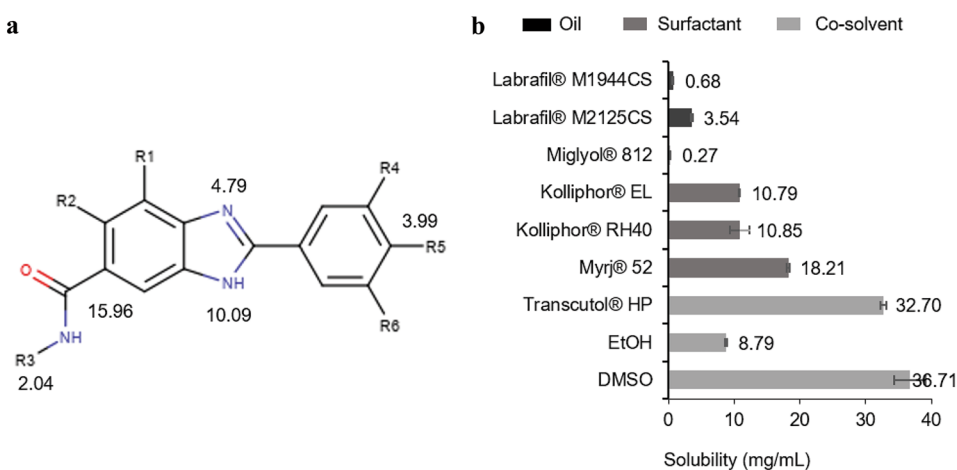 a
R1
R2
4.79
N
R4
3.99
R5
O
15.96
NH
10.09
R6
NH
R3
2.04
b
Oil Surfactant Co-solvent
Labrafil® M1944CS 0.68
Labrafil® M2125CS 3.54
Miglyol® 812 0.27
Kolliphor® EL 10.79
Kolliphor® RH40 10.85
Myrj® 52 18.21
Transcutol® HP 32.70
EtOH 8.79
DMSO 36.71
0 10 20 30 40
Solubility (mg/mL)